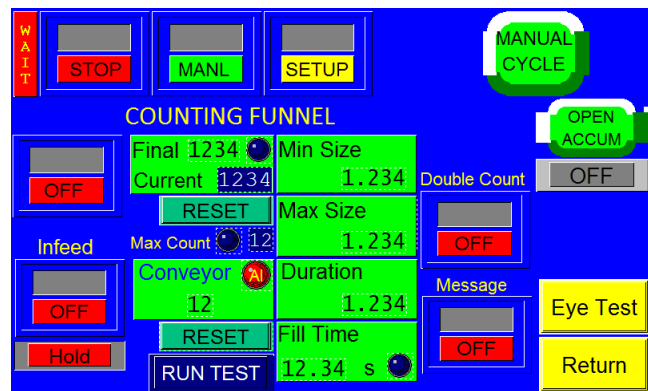 WAIT
STOP
MANL
SETUP
MANUAL
CYCLE
COUNTING FUNNEL
OPEN
ACCUM
OFF
OFF
Final 1234
Current 1234
RESET
Max Count 12
Min Size
1.234
Max Size
1.234
Double Count
OFF
Infeed
OFF
Hold
Conveyor AI
12
RESET
RUN TEST
Duration
1.234
Fill Time
12.34 s
Message
OFF
Eye Test
Return